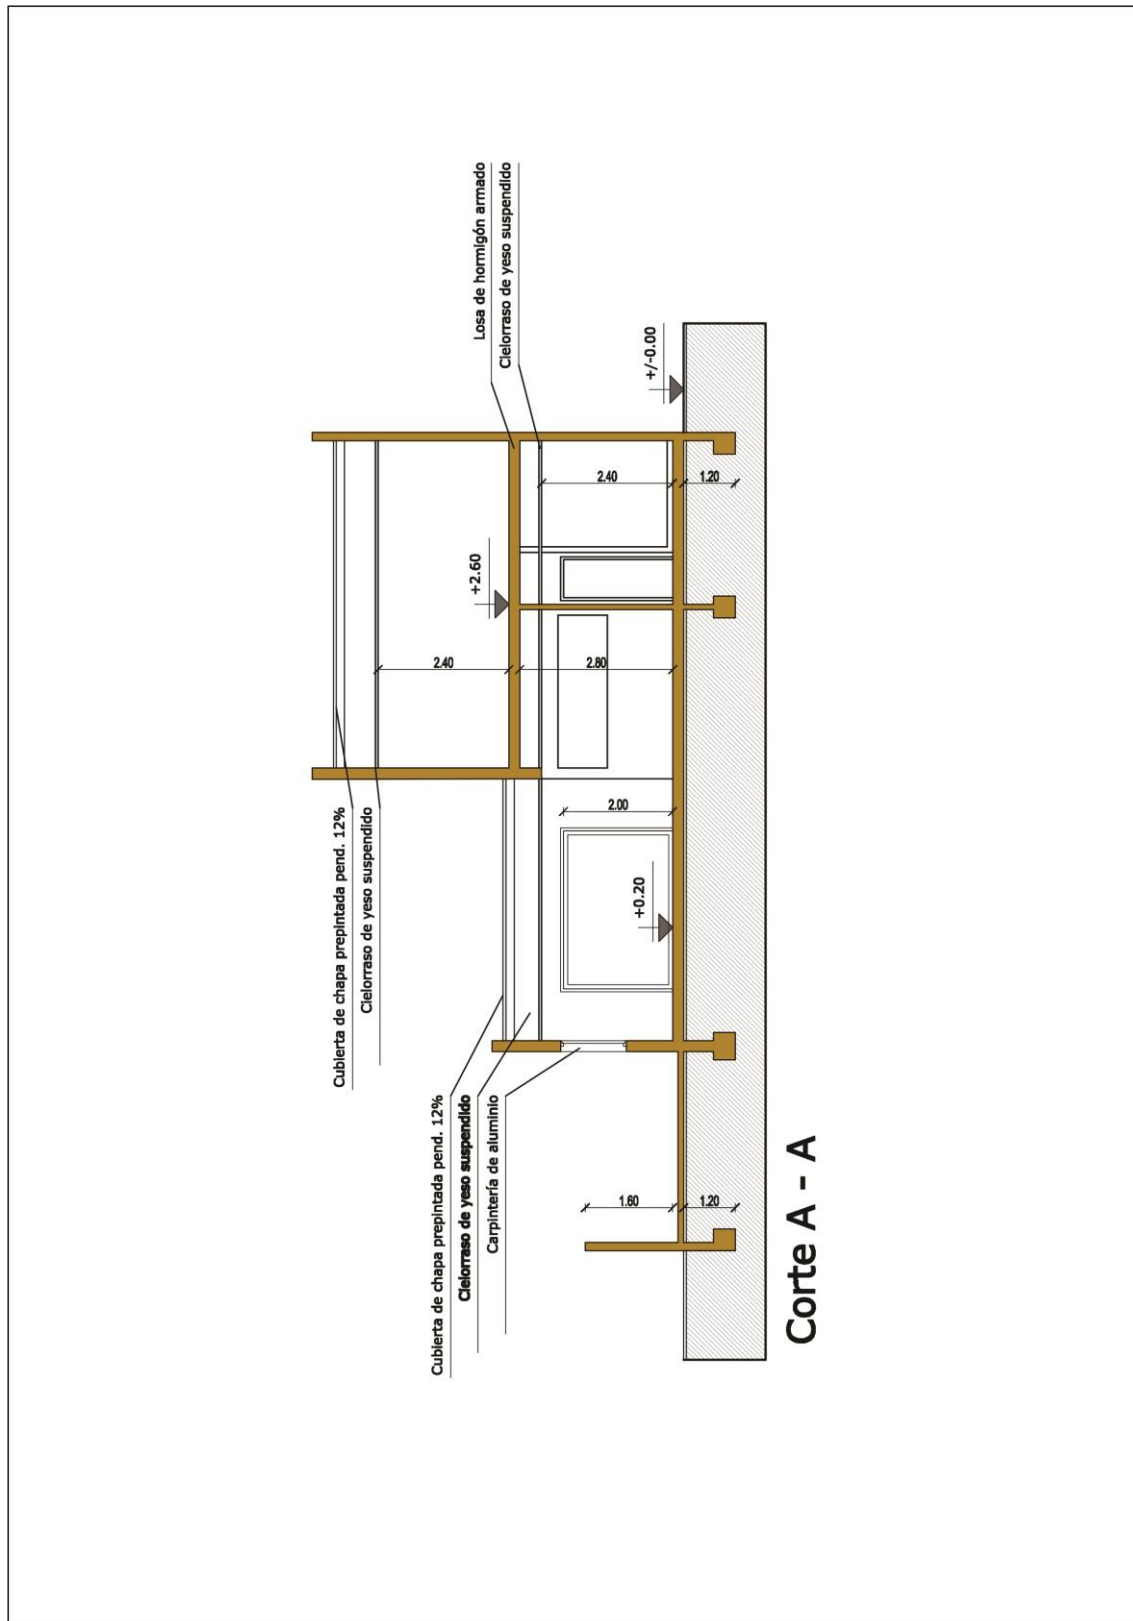 Cubierta de chapa prepintada pend. 12%
Cielorraso de yeso suspendido
Losa de hormigón armado
Cielorraso de yeso suspendido
Cubierta de chapa prepintada pend. 12%
Cielorraso de yeso suspendido
Carpintería de aluminio
+2.60
+/-0.00
+0.20
2.40
2.40
2.80
2.00
1.60
1.20
1.20
Corte A - A